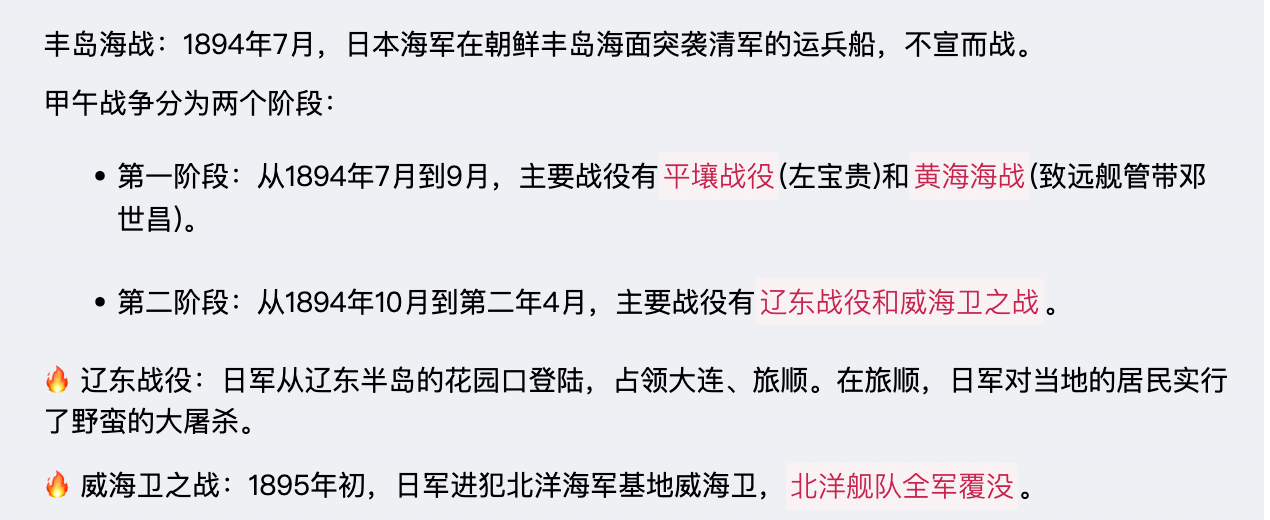 丰岛海战：1894年7月，日本海军在朝鲜丰岛海面突袭清军的运兵船，不宣而战。
甲午战争分为两个阶段：
• 第一阶段：从1894年7月到9月，主要战役有平壤战役(左宝贵)和黄海海战(致远舰管带邓
世昌)。
• 第二阶段：从1894年10月到第二年4月，主要战役有辽东战役和威海卫之战。
🔥 辽东战役：日军从辽东半岛的花园口登陆，占领大连、旅顺。在旅顺，日军对当地的居民实行
了野蛮的大屠杀。
🔥 威海卫之战：1895年初，日军进犯北洋海军基地威海卫，北洋舰队全军覆没。